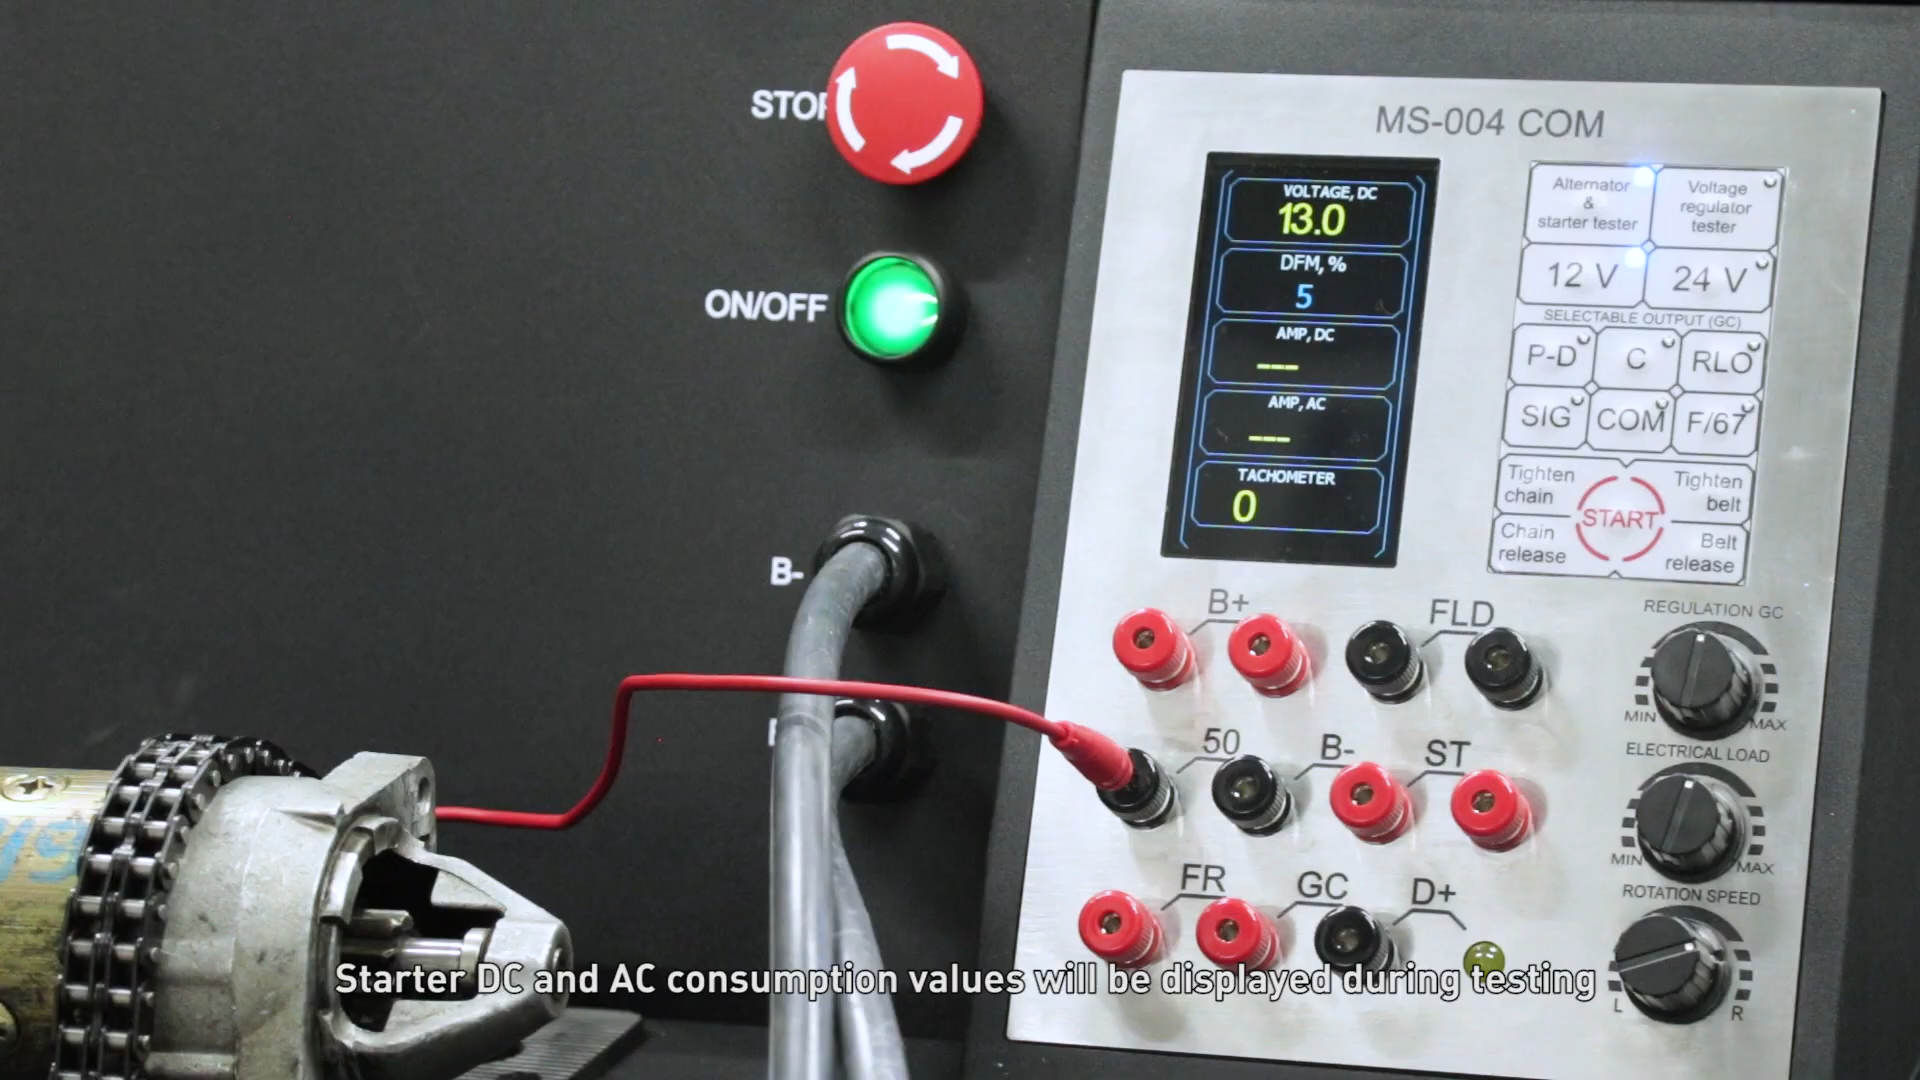 STOP
ON/OFF
B-
MS-004 COM
VOLTAGE, DC
13.0
DFM, %
5
AMP, DC
---
AMP, AC
---
TACHOMETER
0
Alternator
&
starter tester
Voltage
regulator
tester
12 V
24 V
SELECTABLE OUTPUT (GC)
P-D
C
RLO
SIG
COM
F/67
Tighten
chain
START
Tighten
belt
Chain
release
Belt
release
B+
FLD
REGULATION GC
MIN
MAX
50
B-
ST
ELECTRICAL LOAD
MIN
MAX
FR
GC
D+
ROTATION SPEED
L
R
Starter DC and AC consumption values will be displayed during testing